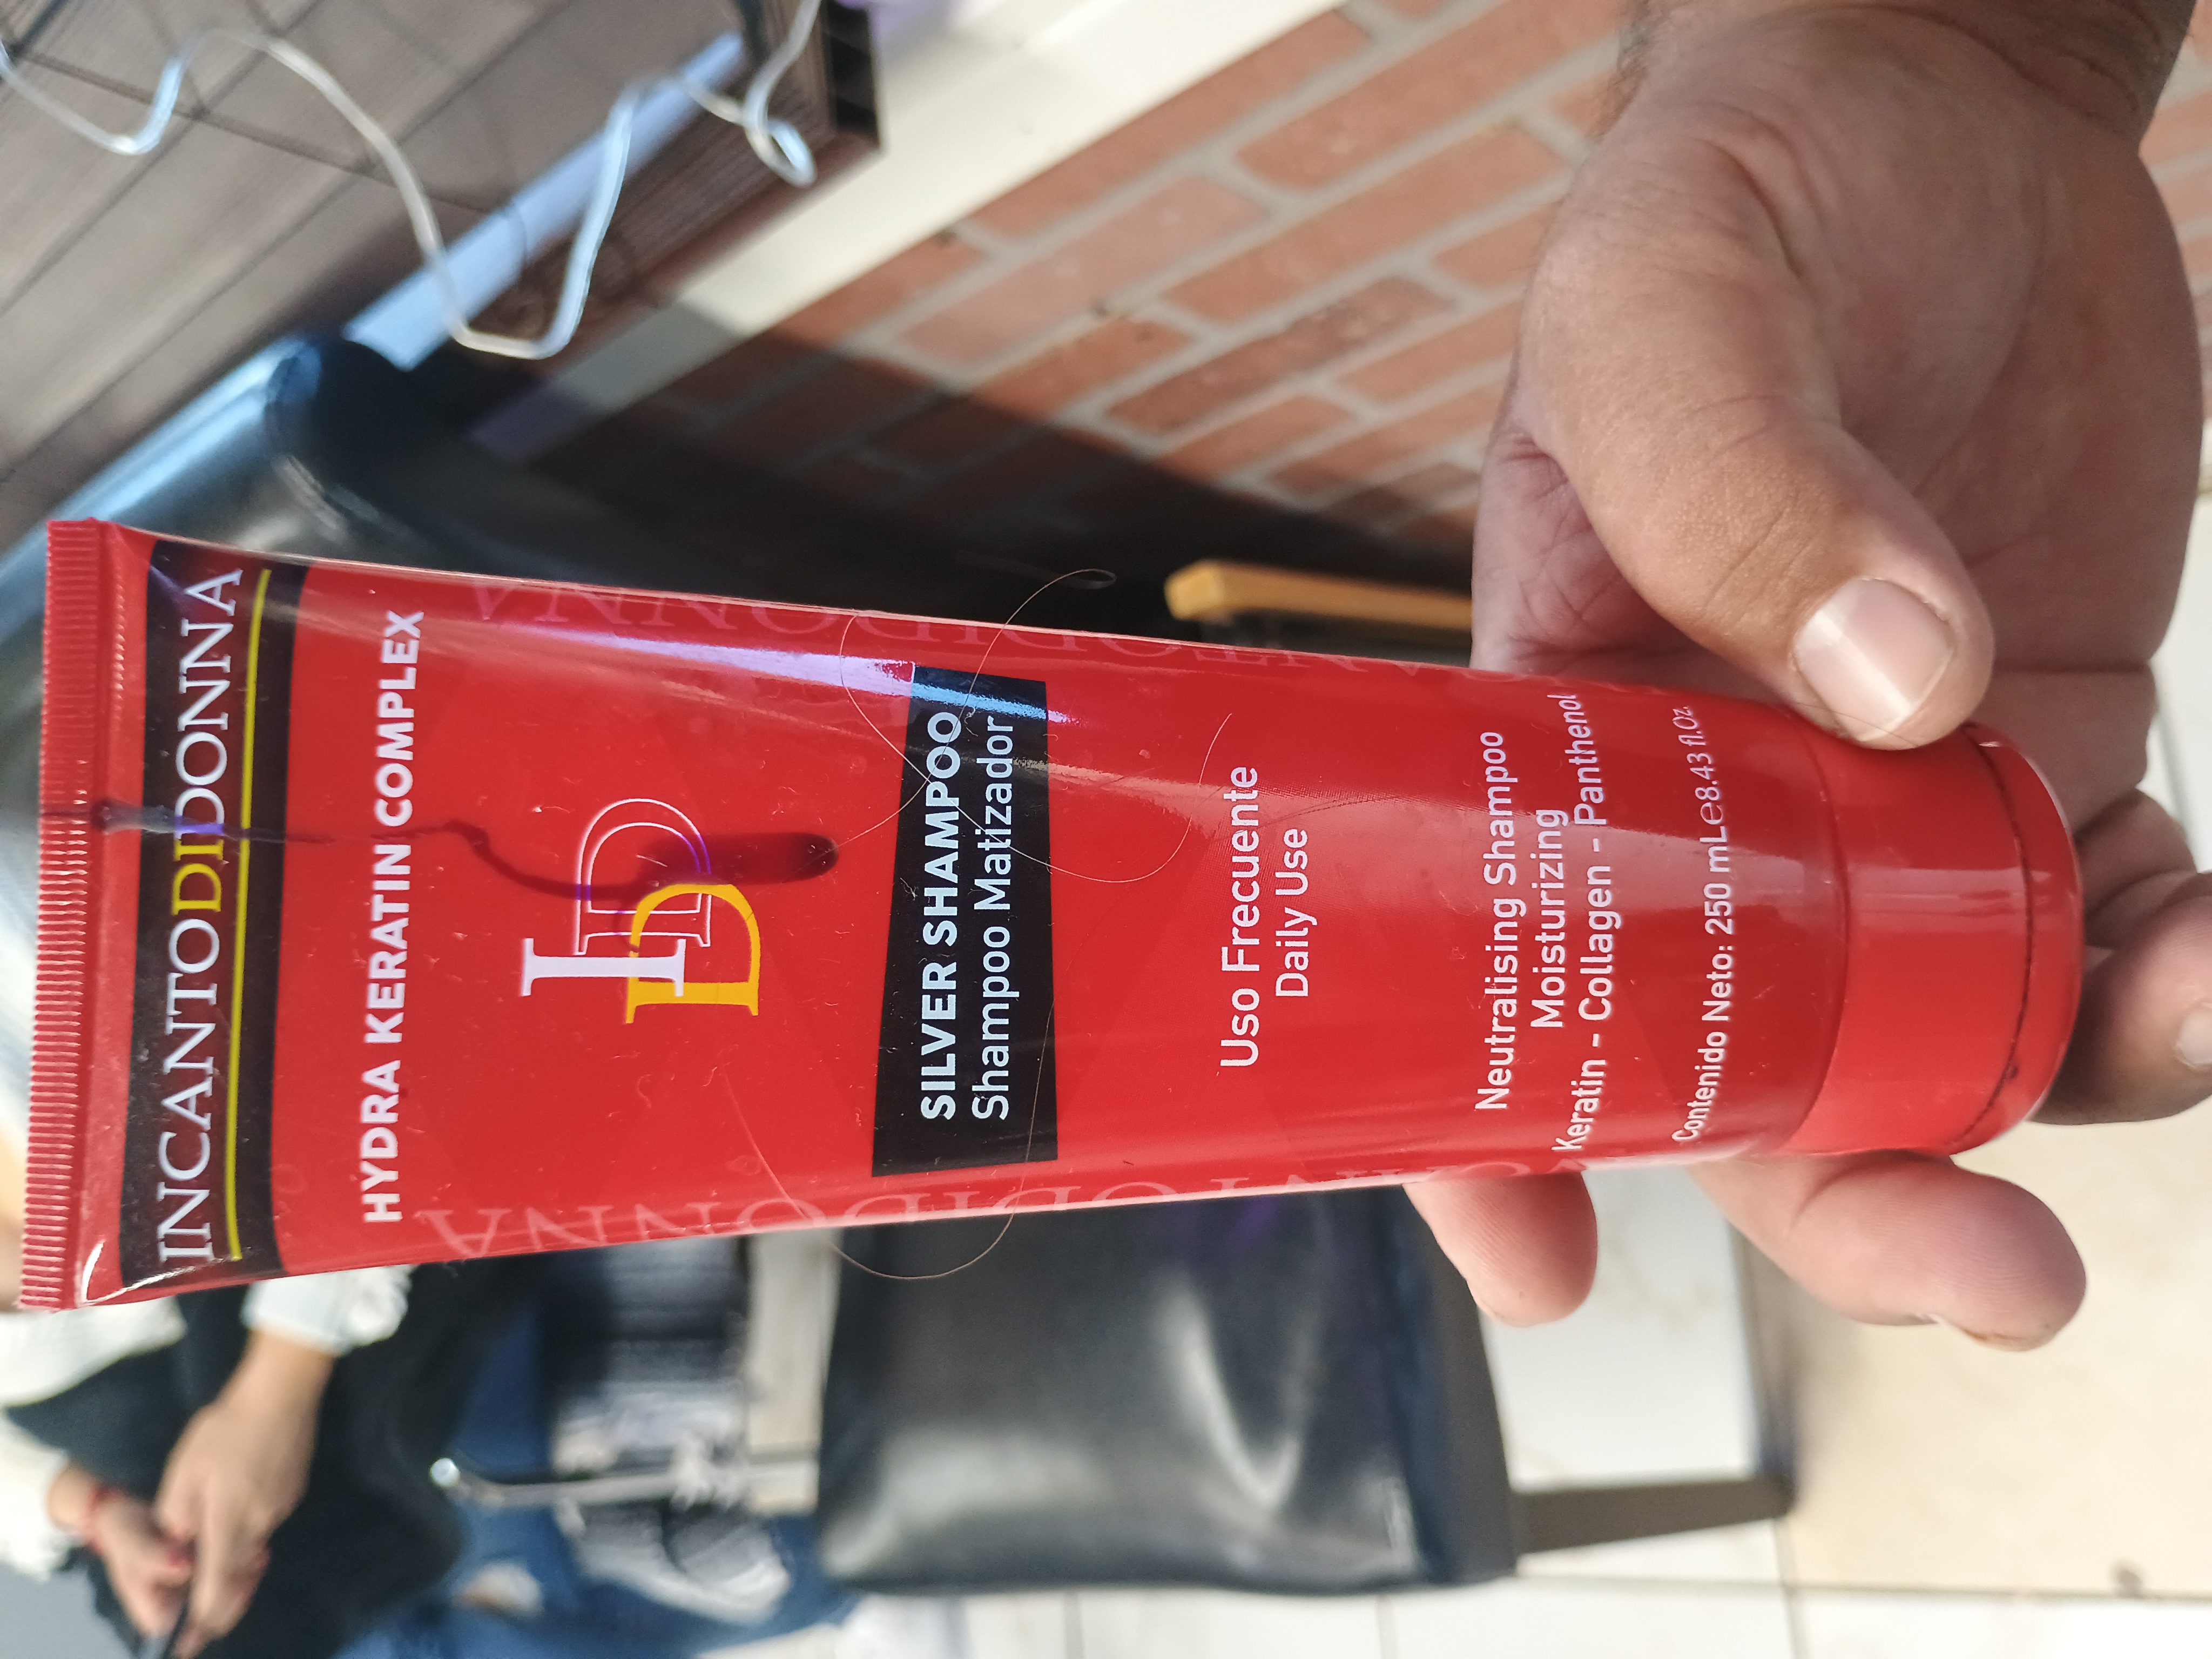 INCANTODIDONNA
HYDRA KERATIN COMPLEX
IDD
SILVER SHAMPOO
Shampoo Matizador
Uso Frecuente
Daily Use
Neutralising Shampoo
Moisturizing
Keratin - Collagen - Panthenol
Contenido Neto: 250 mLe8.43 fl.Oz.